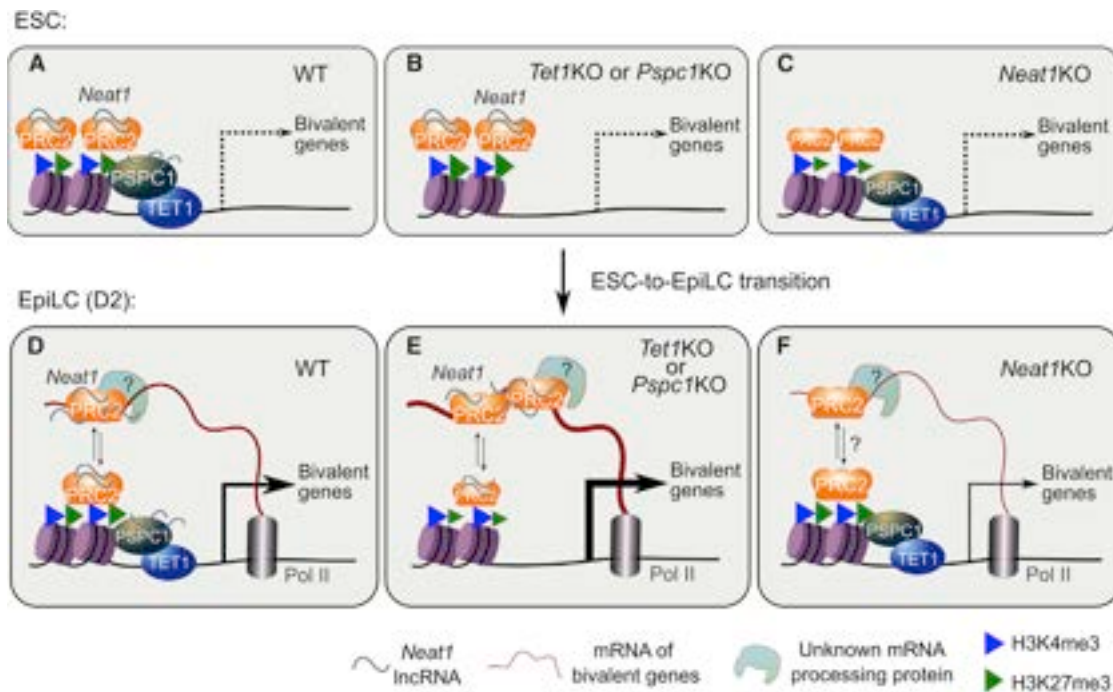 ESC:
A
WT
Neat1
PRC2 PRC2
PSPC1
TET1
Bivalent
genes
B
Tet1KO or Pspc1KO
Neat1
PRC2 PRC2
Bivalent
genes
C
Neat1KO
PRC2 PRC2
PSPC1
TET1
Bivalent
genes
ESC-to-EpiLC transition
EpiLC (D2):
D
WT
Neat1
?
PRC2
PRC2
PSPC1
TET1
Bivalent
genes
Pol II
E
Tet1KO
or
Pspc1KO
Neat1
?
PRC2
PRC2
PRC2
Bivalent
genes
Pol II
F
Neat1KO
?
PRC2
?
PRC2
PSPC1
TET1
Bivalent
genes
Pol II
Neat1
lncRNA
mRNA of
bivalent genes
Unknown mRNA
processing protein
H3K4me3
H3K27me3